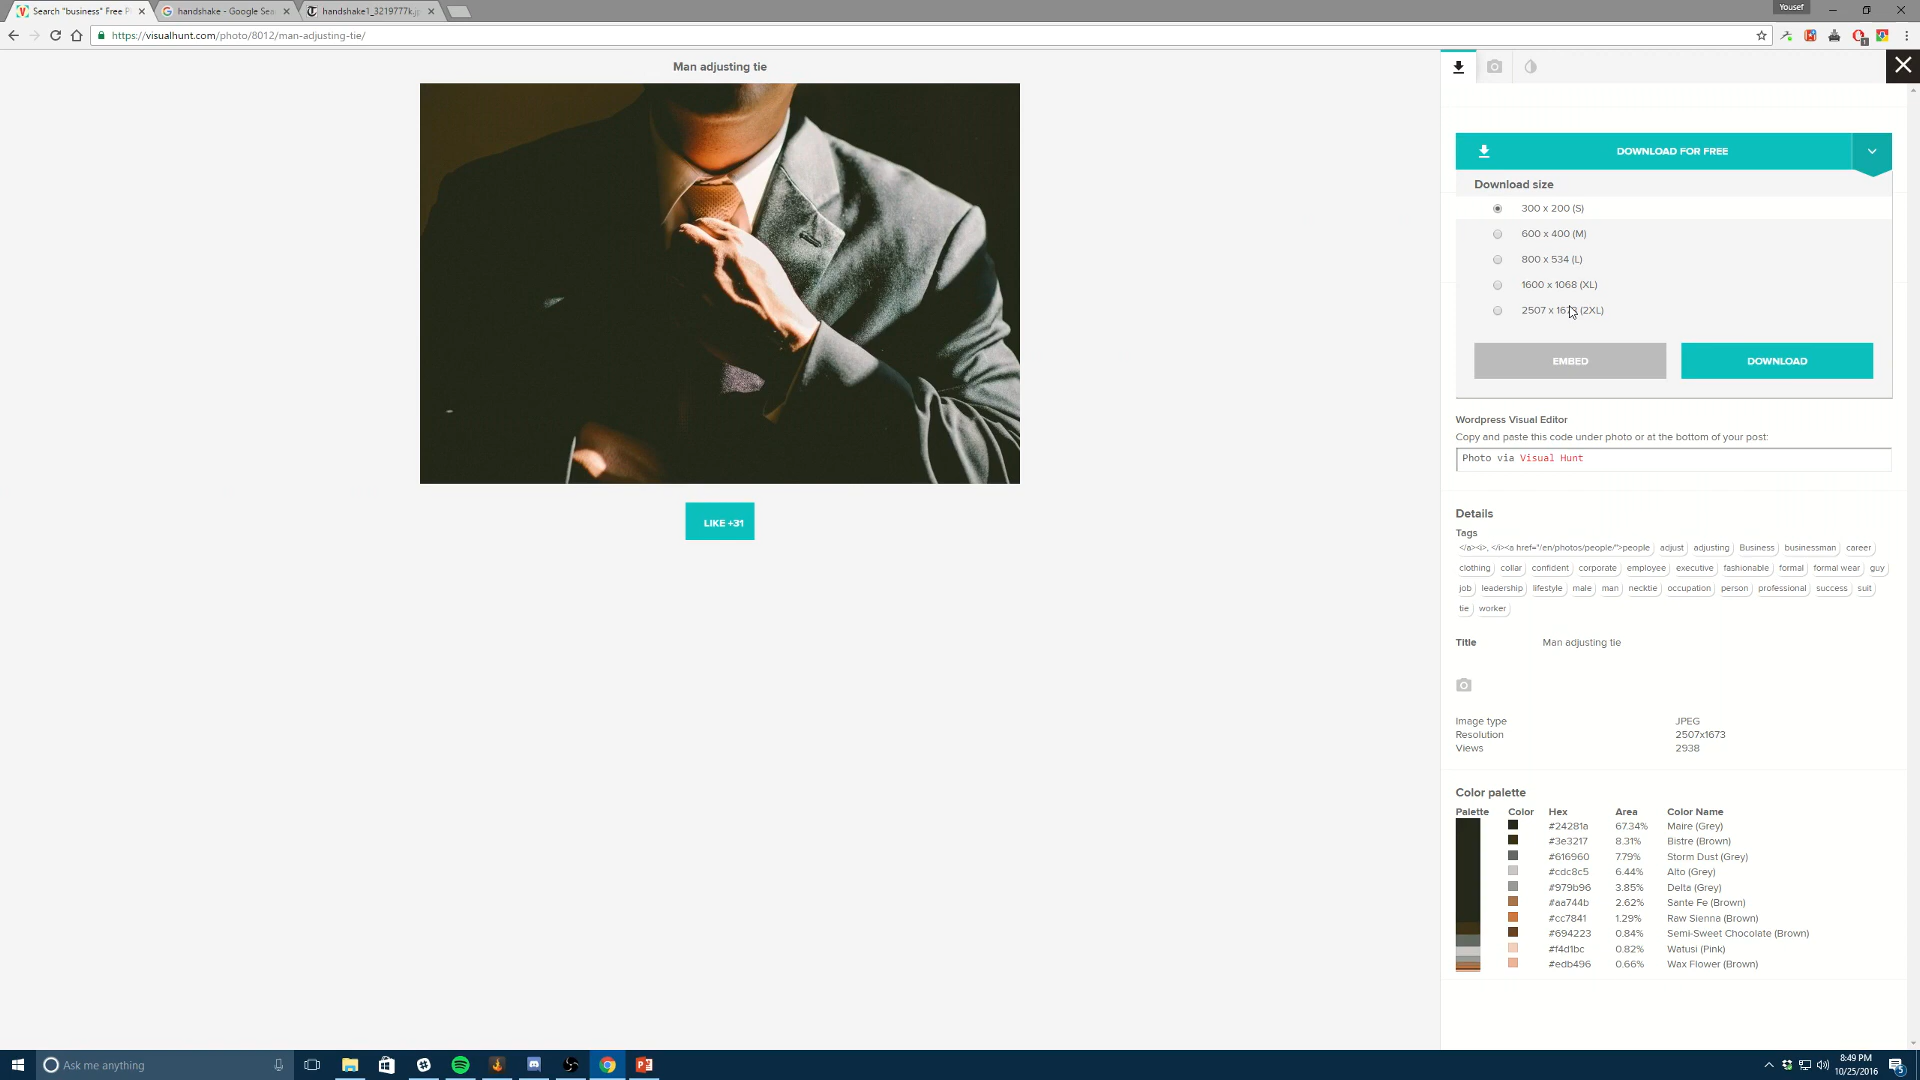 Yousef
Search "business" Free P
handshake - Google Sea
handshake1_3219777k.j
https://visualhunt.com/photo/8012/man-adjusting-tie/
Man adjusting tie
LIKE +31
DOWNLOAD FOR FREE
Download size
300 x 200 (S)
600 x 400 (M)
800 x 534 (L)
1600 x 1068 (XL)
2507 x (2XL)
EMBED
DOWNLOAD
Wordpress Visual Editor
Copy and paste this code under photo or at the bottom of your post:
Photo via Visual Hunt
Details
Tags
</a><i>, </i><a href="/en/photos/people/">people adjust adjusting Business businessman career
clothing collar confident corporate employee executive fashionable formal formal wear guy
job leadership lifestyle male man necktie occupation person professional success suit
tie worker
Title Man adjusting tie
Image type JPEG
Resolution 2507x1673
Views 2938
Color palette
Palette Color Hex Area Color Name
#24281a 67.34% Maire (Grey)
#3e3217 8.31% Bistre (Brown)
#616960 7.79% Storm Dust (Grey)
#cdc8c5 6.44% Alto (Grey)
#979b96 3.85% Delta (Grey)
#aa744b 2.62% Sante Fe (Brown)
#cc7841 1.29% Raw Sienna (Brown)
#694223 0.84% Semi-Sweet Chocolate (Brown)
#f4d1bc 0.82% Watusi (Pink)
#edb496 0.66% Wax Flower (Brown)
Ask me anything
8:49 PM
10/25/2016
5